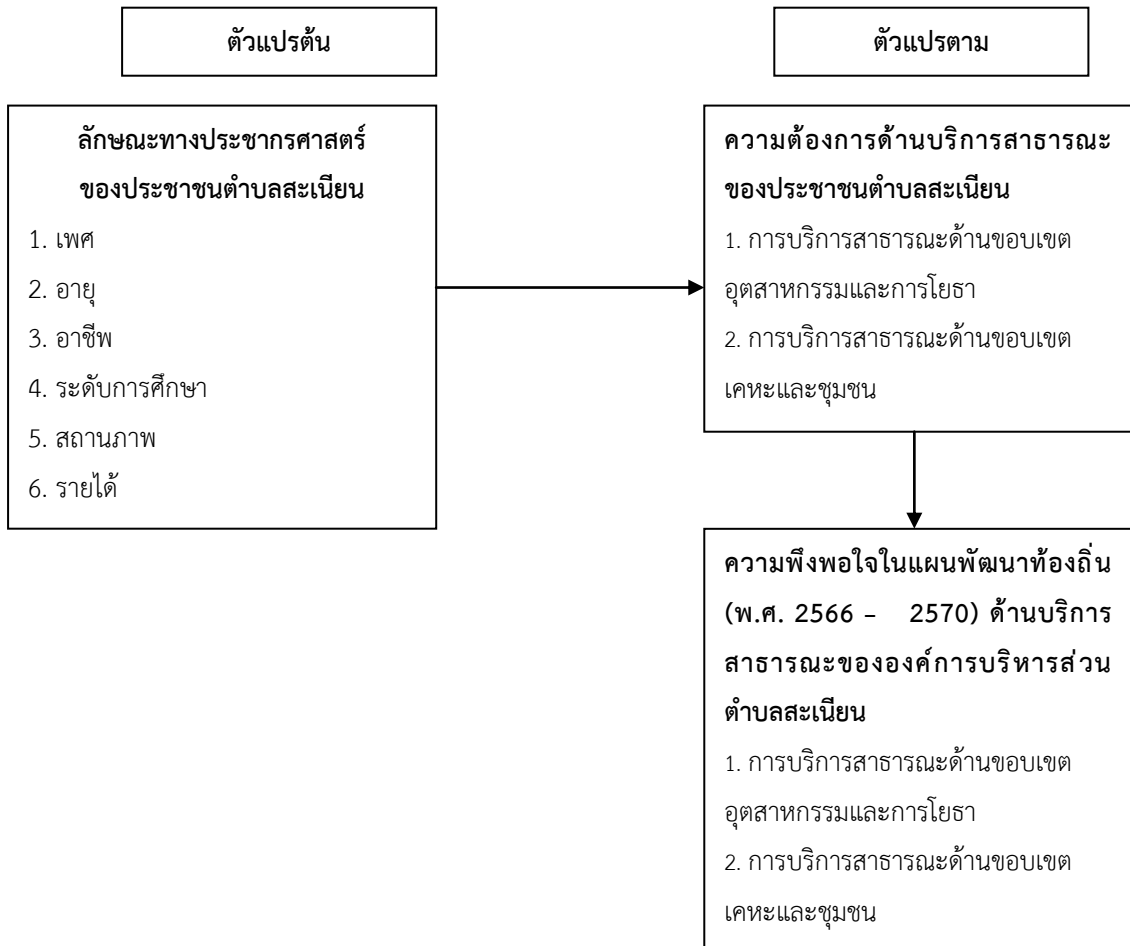 ตัวแปรต้น
ตัวแปรตาม
ลักษณะทางประชากรศาสตร์
ของประชาชนตำบลสะเนียน
1. เพศ
2. อายุ
3. อาชีพ
4. ระดับการศึกษา
5. สถานภาพ
6. รายได้
ความต้องการด้านบริการสาธารณะ
ของประชาชนตำบลสะเนียน
1. การบริการสาธารณะด้านขอบเขต
อุตสาหกรรมและการโยธา
2. การบริการสาธารณะด้านขอบเขต
เคหะและชุมชน
ความพึงพอใจในแผนพัฒนาท้องถิ่น
(พ.ศ. 2566 – 2570) ด้านบริการ
สาธารณะขององค์การบริหารส่วน
ตำบลสะเนียน
1. การบริการสาธารณะด้านขอบเขต
อุตสาหกรรมและการโยธา
2. การบริการสาธารณะด้านขอบเขต
เคหะและชุมชน